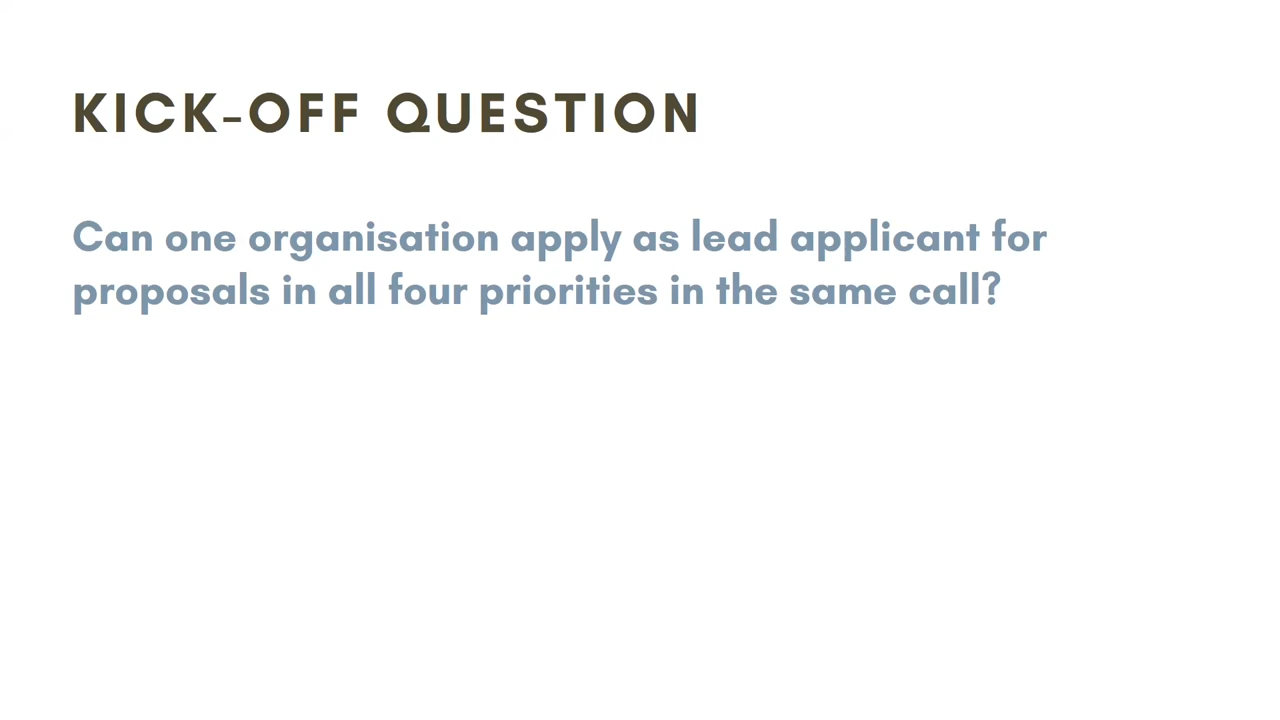 KICK-OFF QUESTION
Can one organisation apply as lead applicant for
proposals in all four priorities in the same call?